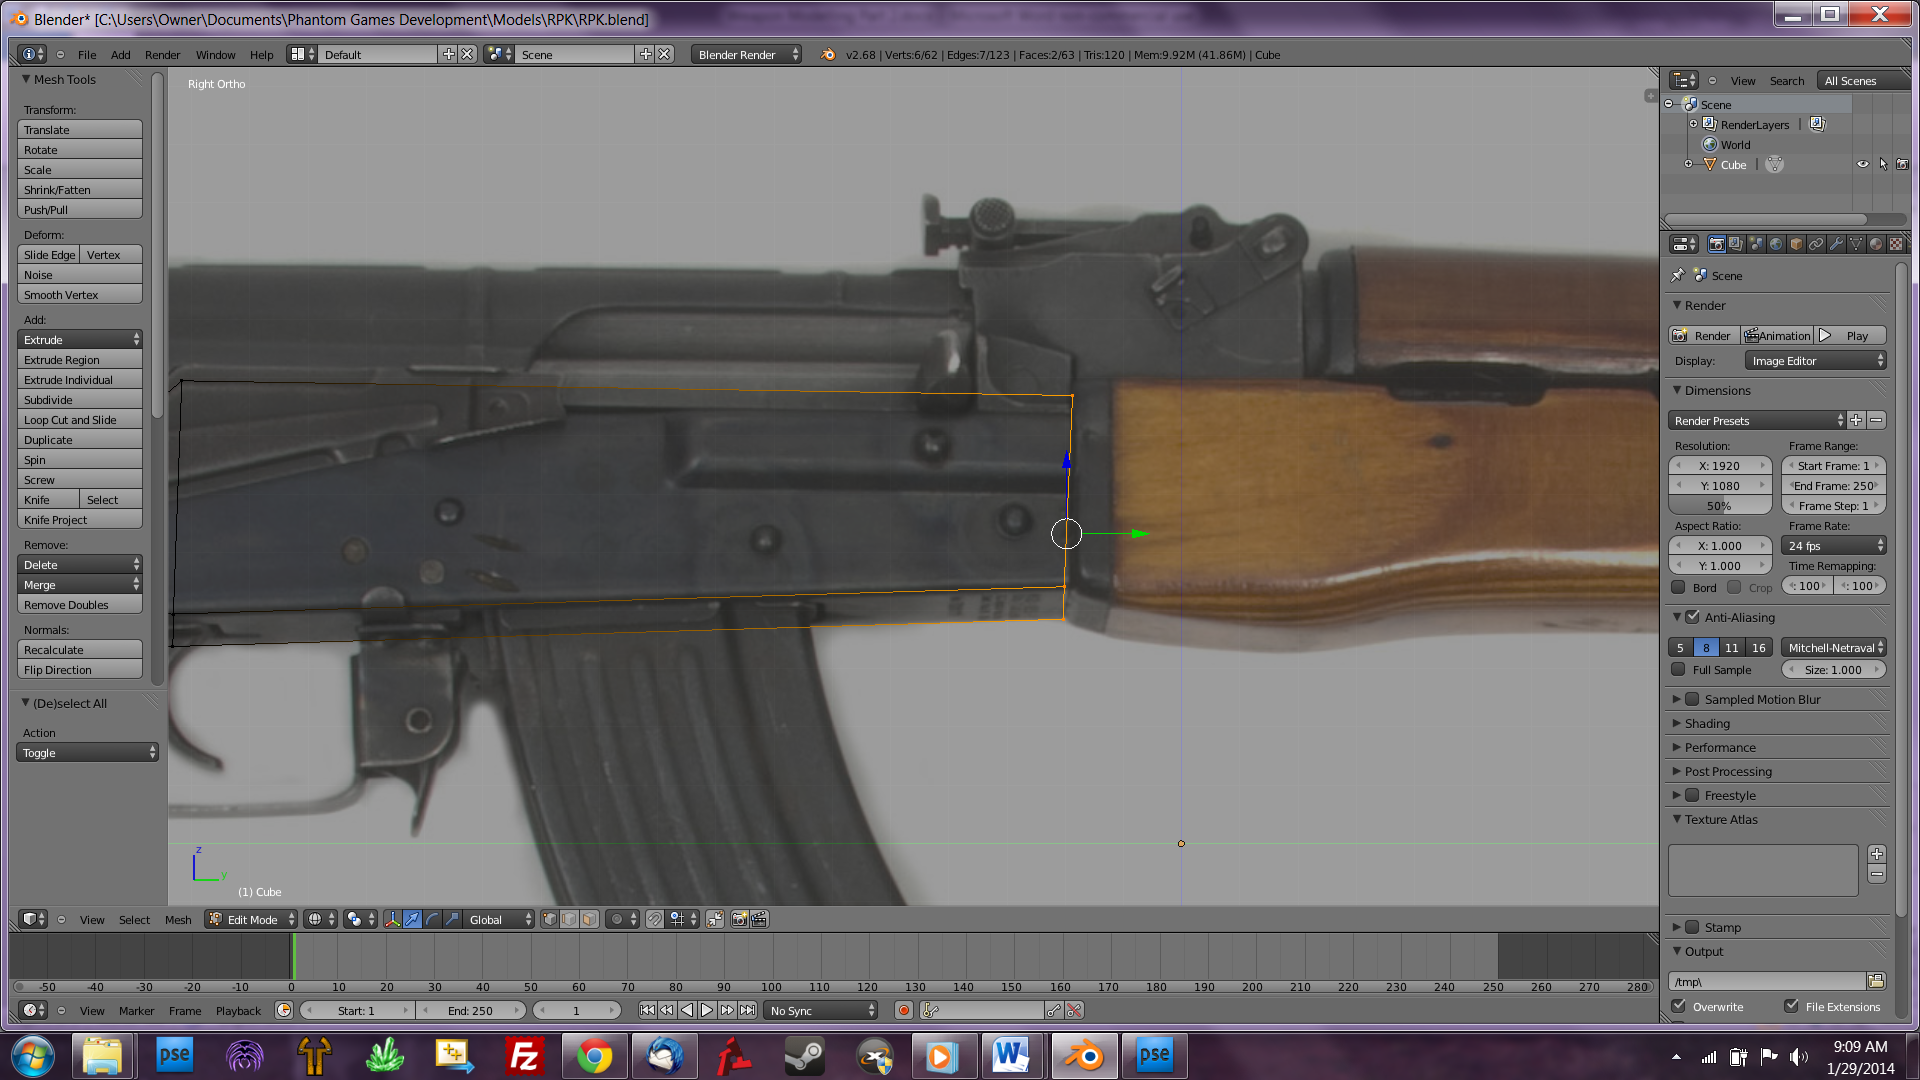 Blender* [C:\Users\Owner\Documents\Phantom Games Development\Models\RPK\RPK.blend]
File Add Render Window Help Default Scene Blender Render v2.68 | Verts:6/62 | Edges:7/123 | Faces:2/63 | Tris:120 | Mem:9.92M (41.86M) | Cube
Mesh Tools
Transform:
Translate
Rotate
Scale
Shrink/Fatten
Push/Pull
Deform:
Slide Edge Vertex
Noise
Smooth Vertex
Add:
Extrude
Extrude Region
Extrude Individual
Subdivide
Loop Cut and Slide
Duplicate
Spin
Screw
Knife Select
Knife Project
Remove:
Delete
Merge
Remove Doubles
Normals:
Recalculate
Flip Direction
(De)select All
Action
Toggle
Right Ortho
z
y
(1) Cube
View Search All Scenes
Scene
RenderLayers
World
Cube
Scene
Render
Render Animation Play
Display: Image Editor
Dimensions
Render Presets
Resolution: Frame Range:
X: 1920 Start Frame: 1
Y: 1080 End Frame: 250
50% Frame Step: 1
Aspect Ratio: Frame Rate:
X: 1.000 24 fps
Y: 1.000 Time Remapping:
Bord Crop : 100 : 100
Anti-Aliasing
5 8 11 16 Mitchell-Netraval
Full Sample Size: 1.000
Sampled Motion Blur
Shading
Performance
Post Processing
Freestyle
Texture Atlas
Stamp
Output
/tmp\
Overwrite File Extensions
View Select Mesh Edit Mode Global
-50 -40 -30 -20 -10 0 10 20 30 40 50 60 70 80 90 100 110 120 130 140 150 160 170 180 190 200 210 220 230 240 250 260 270 280
View Marker Frame Playback Start: 1 End: 250 1 No Sync
pse Fz W pse
9:09 AM
1/29/2014